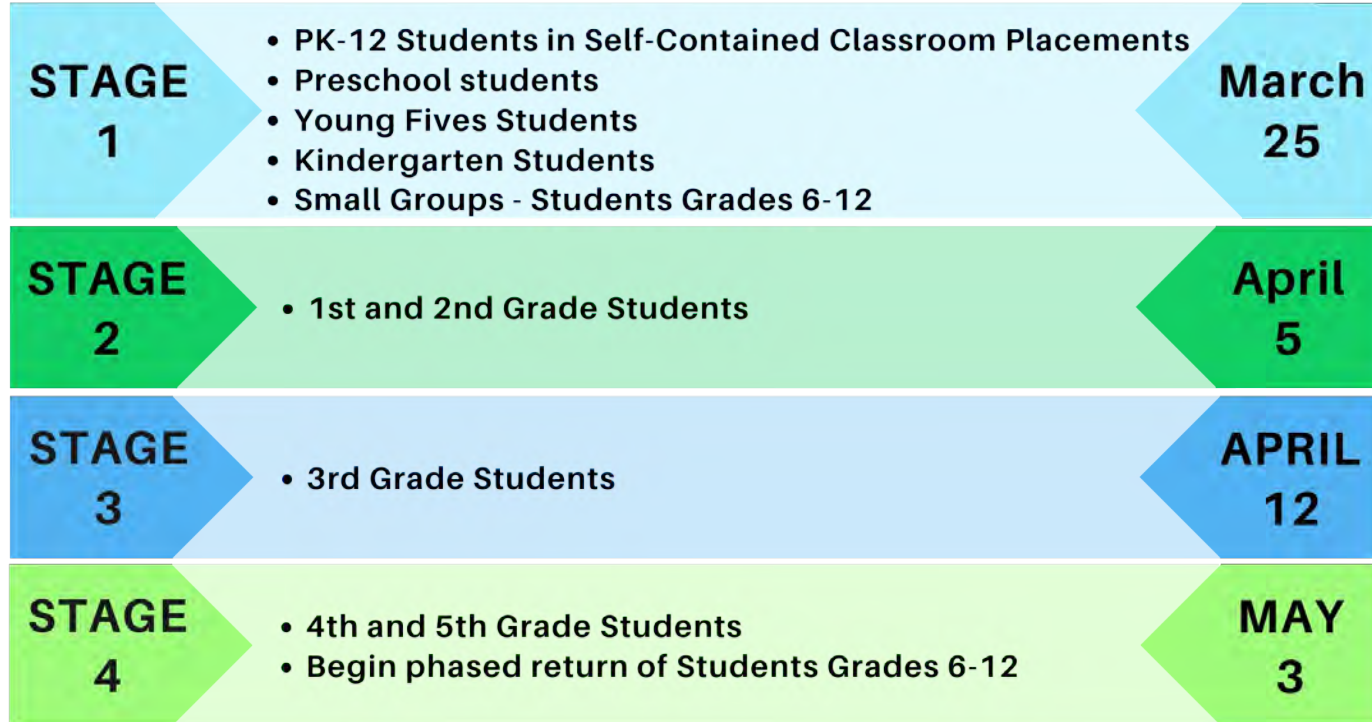 STAGE
1
• PK-12 Students in Self-Contained Classroom Placements
• Preschool students
• Young Fives Students
• Kindergarten Students
• Small Groups - Students Grades 6-12
March
25
STAGE
2
• 1st and 2nd Grade Students
April
5
STAGE
3
• 3rd Grade Students
APRIL
12
STAGE
4
• 4th and 5th Grade Students
• Begin phased return of Students Grades 6-12
MAY
3